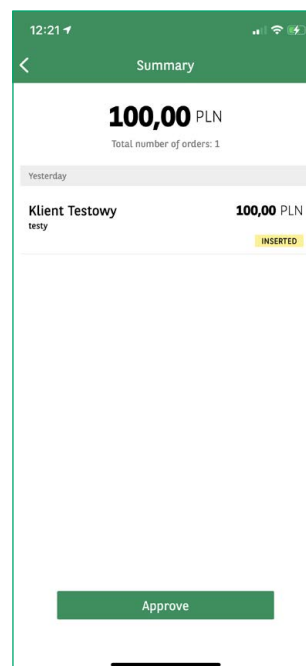 12:21
Summary
100,00 PLN
Total number of orders: 1
Yesterday
Klient Testowy 100,00 PLN
testy
INSERTED
Approve